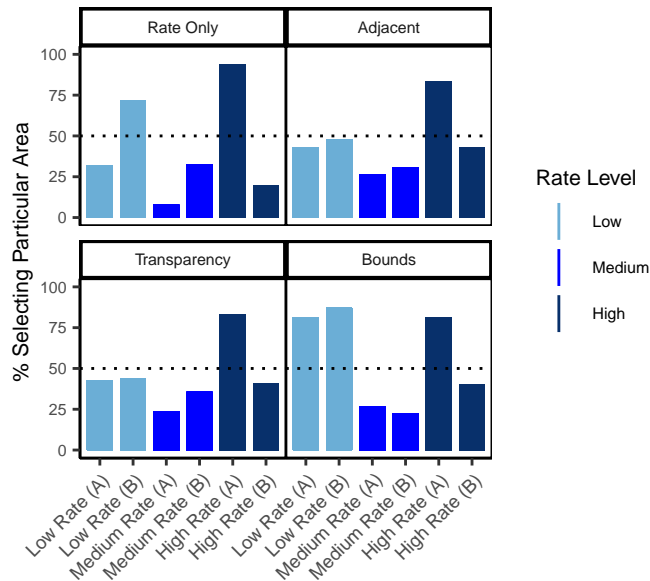 Rate Only
Adjacent
100
75
50
25
0
Transparency
Bounds
100
75
50
25
0
% Selecting Particular Area
Low Rate (A)
Low Rate (B)
Medium Rate (A)
Medium Rate (B)
High Rate (A)
High Rate (B)
Low Rate (A)
Low Rate (B)
Medium Rate (A)
Medium Rate (B)
High Rate (A)
High Rate (B)
Rate Level
Low
Medium
High